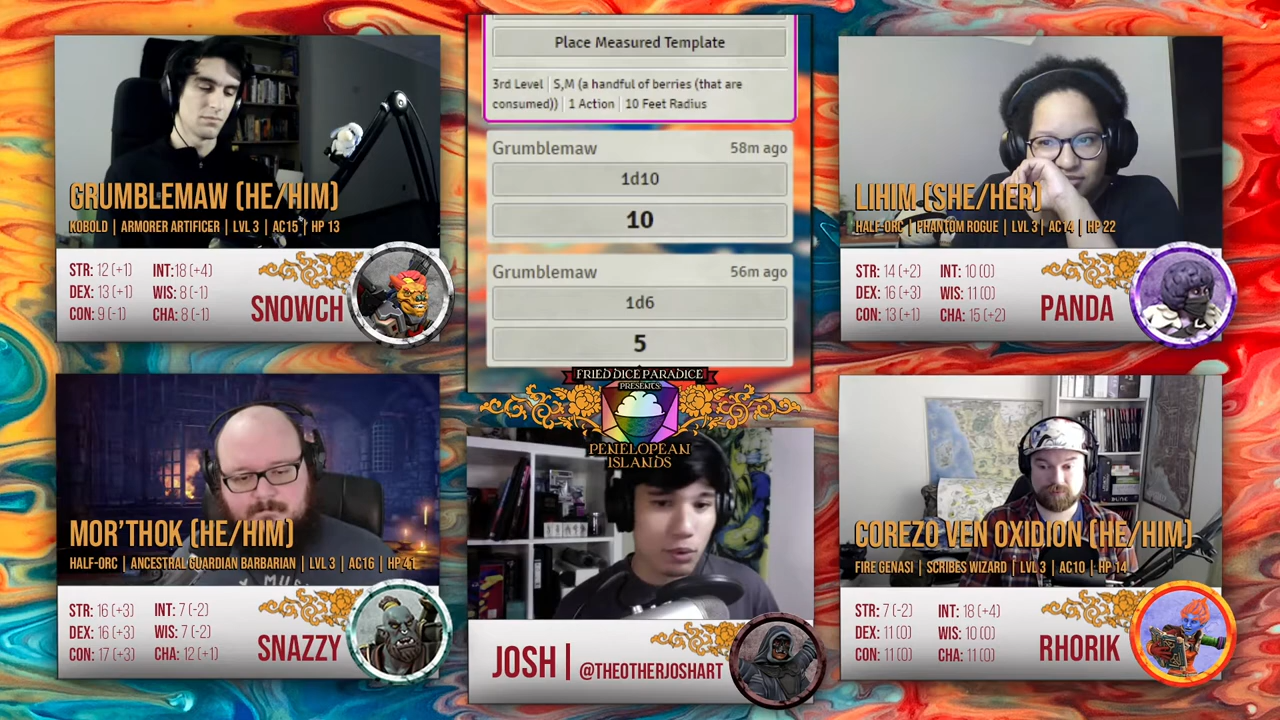 GRUMBLEMAW (HE/HIM)
KOBOLD | ARMORER ARTIFICER | LVL 3 | AC15 | HP 13
STR: 12 (+1) INT: 18 (+4)
DEX: 13 (+1) WIS: 8 (-1)
CON: 9 (-1) CHA: 8 (-1)
SNOWCH
Place Measured Template
3rd Level | S,M (a handful of berries (that are
consumed)) | 1 Action | 10 Feet Radius
Grumblemaw 58m ago
1d10
10
Grumblemaw 56m ago
1d6
5
FRIED DICE PARADICE
PRESENTS:
PENELOPEAN
ISLANDS
LIHIM (SHE/HER)
HALF-ORC | PHANTOM ROGUE | LVL 3 | AC14 | HP 22
STR: 14 (+2) INT: 10 (0)
DEX: 16 (+3) WIS: 11 (0)
CON: 13 (+1) CHA: 15 (+2)
PANDA
MOR'THOK (HE/HIM)
HALF-ORC | ANCESTRAL GUARDIAN BARBARIAN | LVL 3 | AC16 | HP 41
STR: 16 (+3) INT: 7 (-2)
DEX: 16 (+3) WIS: 7 (-2)
CON: 17 (+3) CHA: 12 (+1)
SNAZZY
JOSH | @THEOTHERJOSHART
COREZO VEN OXIDION (HE/HIM)
FIRE GENASI | SCRIBES WIZARD | LVL 3 | AC10 | HP 14
STR: 7 (-2) INT: 18 (+4)
DEX: 11 (0) WIS: 10 (0)
CON: 11 (0) CHA: 11 (0)
RHORIK